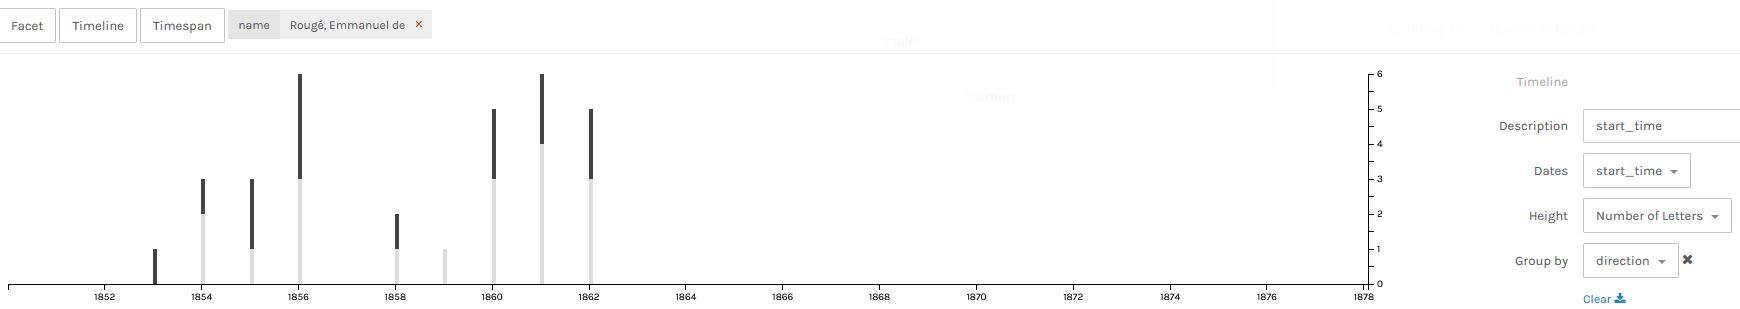 Facet Timeline Timespan name Rougé, Emmanuel de ×
male
human
Timeline
Description start_time
Dates start_time
Height Number of Letters
Group by direction ✖
Clear
6
5
4
3
2
1
0
1852 1854 1856 1858 1860 1862 1864 1866 1868 1870 1872 1874 1876 1878